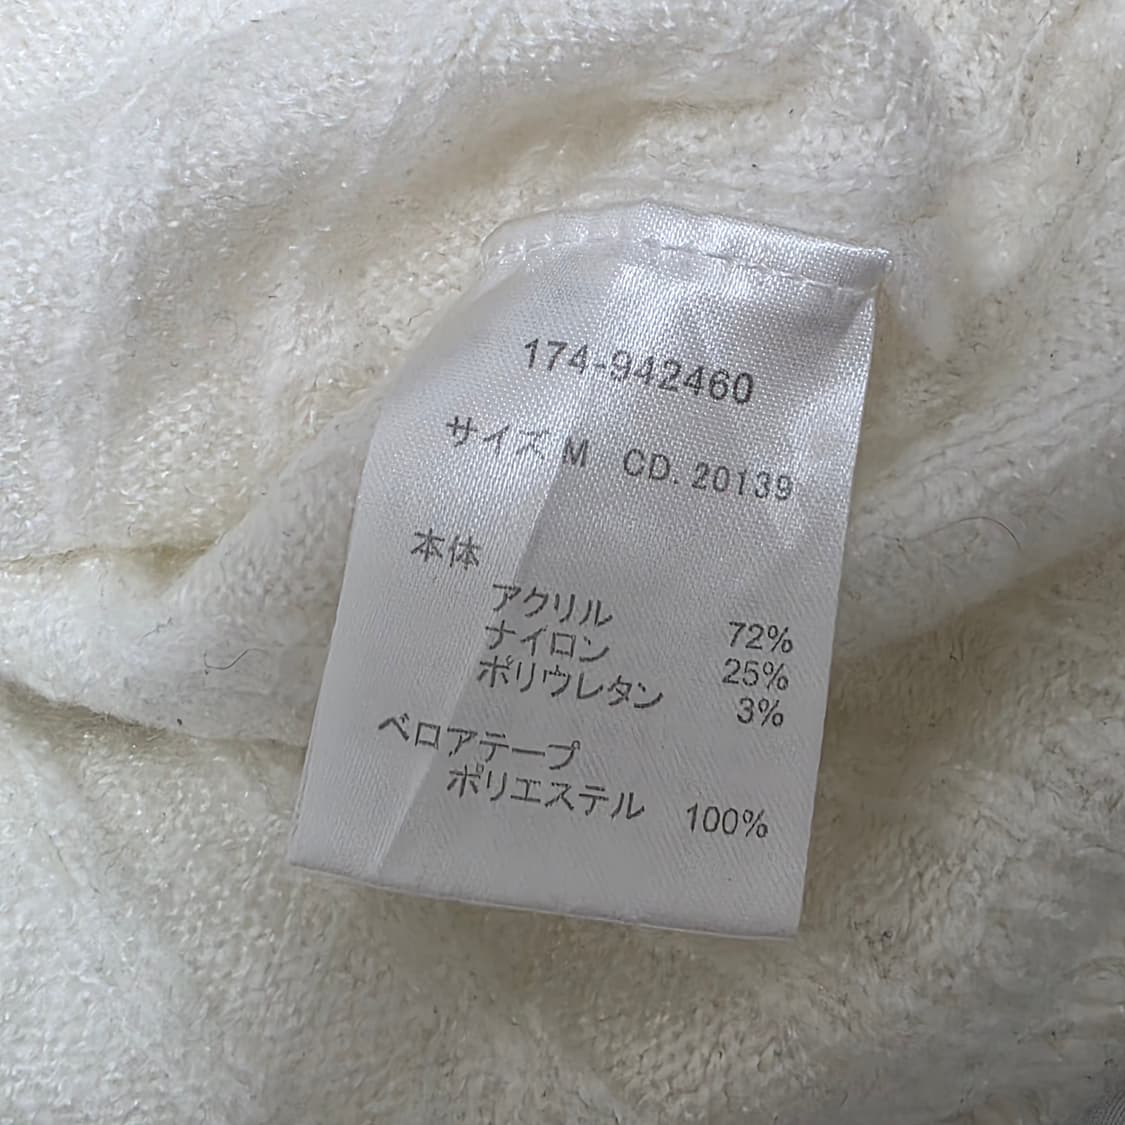 174-942460
サイズ M CD. 20139
本体
アクリル 72%
ナイロン 25%
ポリウレタン 3%
ベロアテープ
ポリエステル 100%